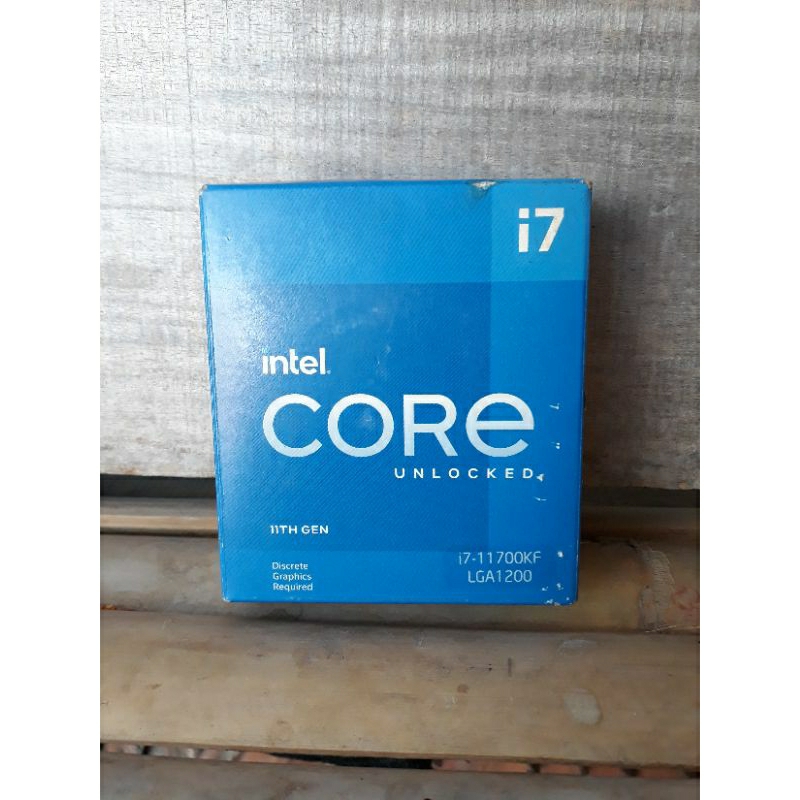 i7
intel.
CORE
UNLOCKED
11TH GEN
Discrete
Graphics
Required
i7-11700KF
LGA1200